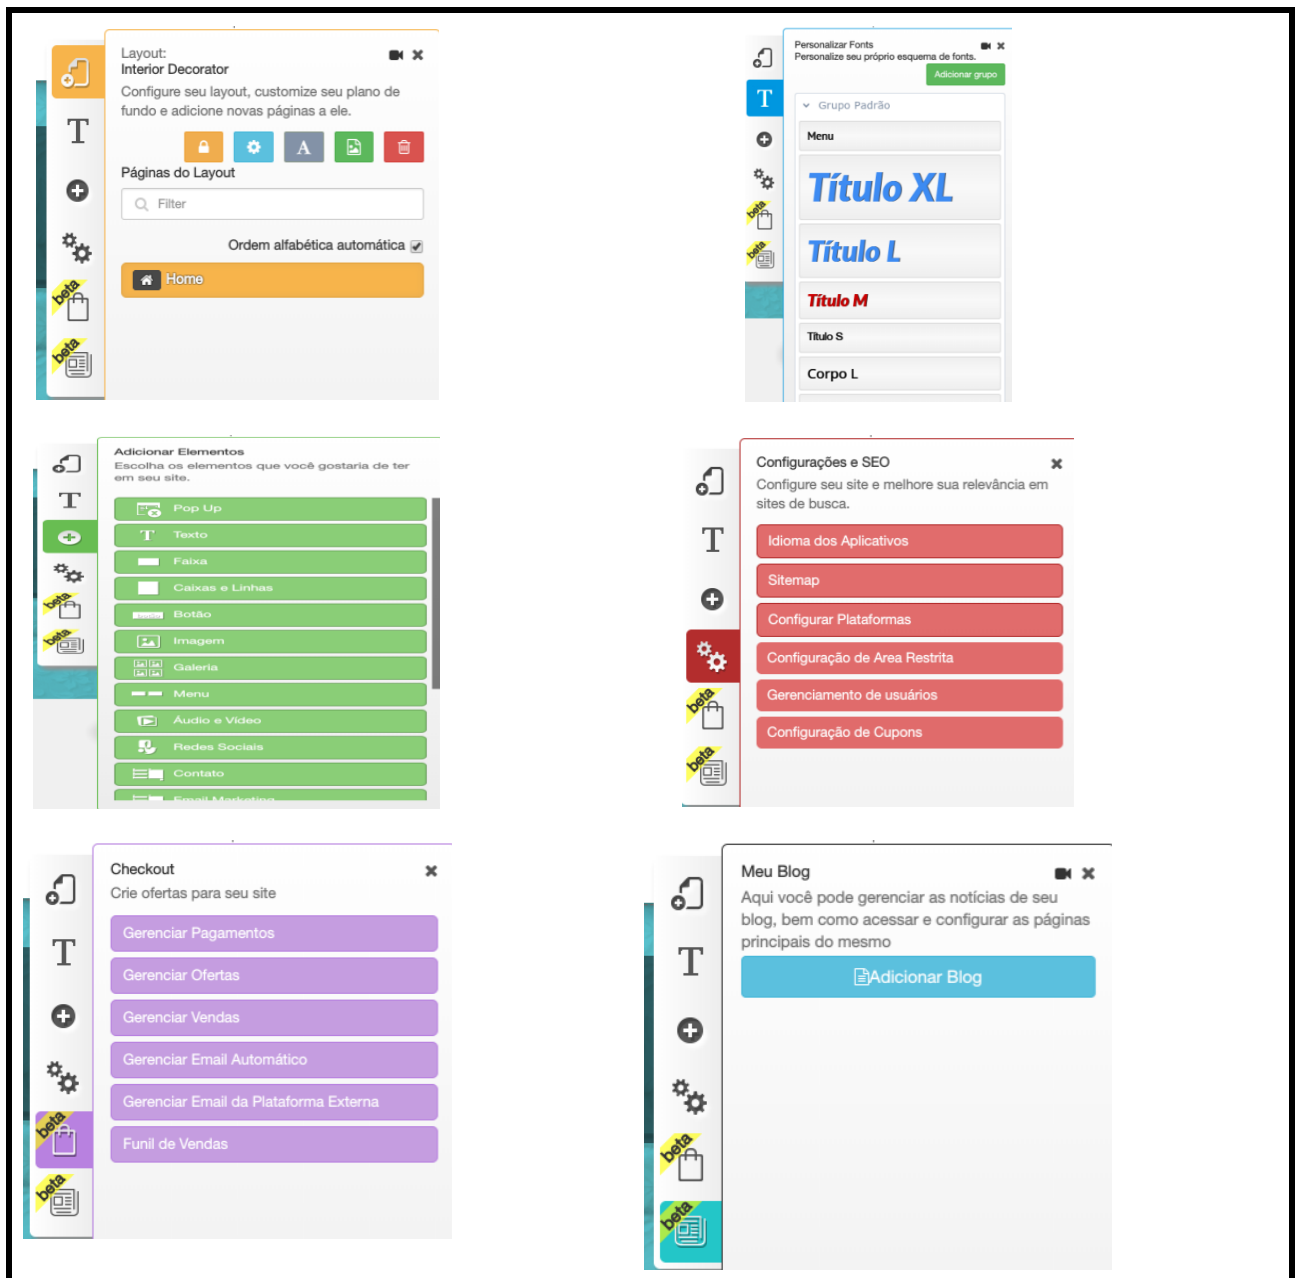 Layout:
Interior Decorator
Configure seu layout, customize seu plano de
fundo e adicione novas páginas a ele.
A
Páginas do Layout
Filter
Ordem alfabética automática
Home
T
beta
beta
Personalizar Fonts
Personalize seu próprio esquema de fonts.
Adicionar grupo
Grupo Padrão
Menu
Título XL
Título L
Título M
Título S
Corpo L
T
beta
beta
Adicionar Elementos
Escolha os elementos que você gostaria de ter
em seu site.
Pop Up
T Texto
Faixa
Caixas e Linhas
Botão
Imagem
Galeria
Menu
Áudio e Vídeo
Redes Sociais
Contato
Email Marketing
T
beta
beta
Configurações e SEO
Configure seu site e melhore sua relevância em
sites de busca.
Idioma dos Aplicativos
Sitemap
Configurar Plataformas
Configuração de Area Restrita
Gerenciamento de usuários
Configuração de Cupons
T
beta
beta
Checkout
Crie ofertas para seu site
Gerenciar Pagamentos
Gerenciar Ofertas
Gerenciar Vendas
Gerenciar Email Automático
Gerenciar Email da Plataforma Externa
Funil de Vendas
T
beta
beta
Meu Blog
Aqui você pode gerenciar as notícias de seu
blog, bem como acessar e configurar as páginas
principais do mesmo
Adicionar Blog
T
beta
beta